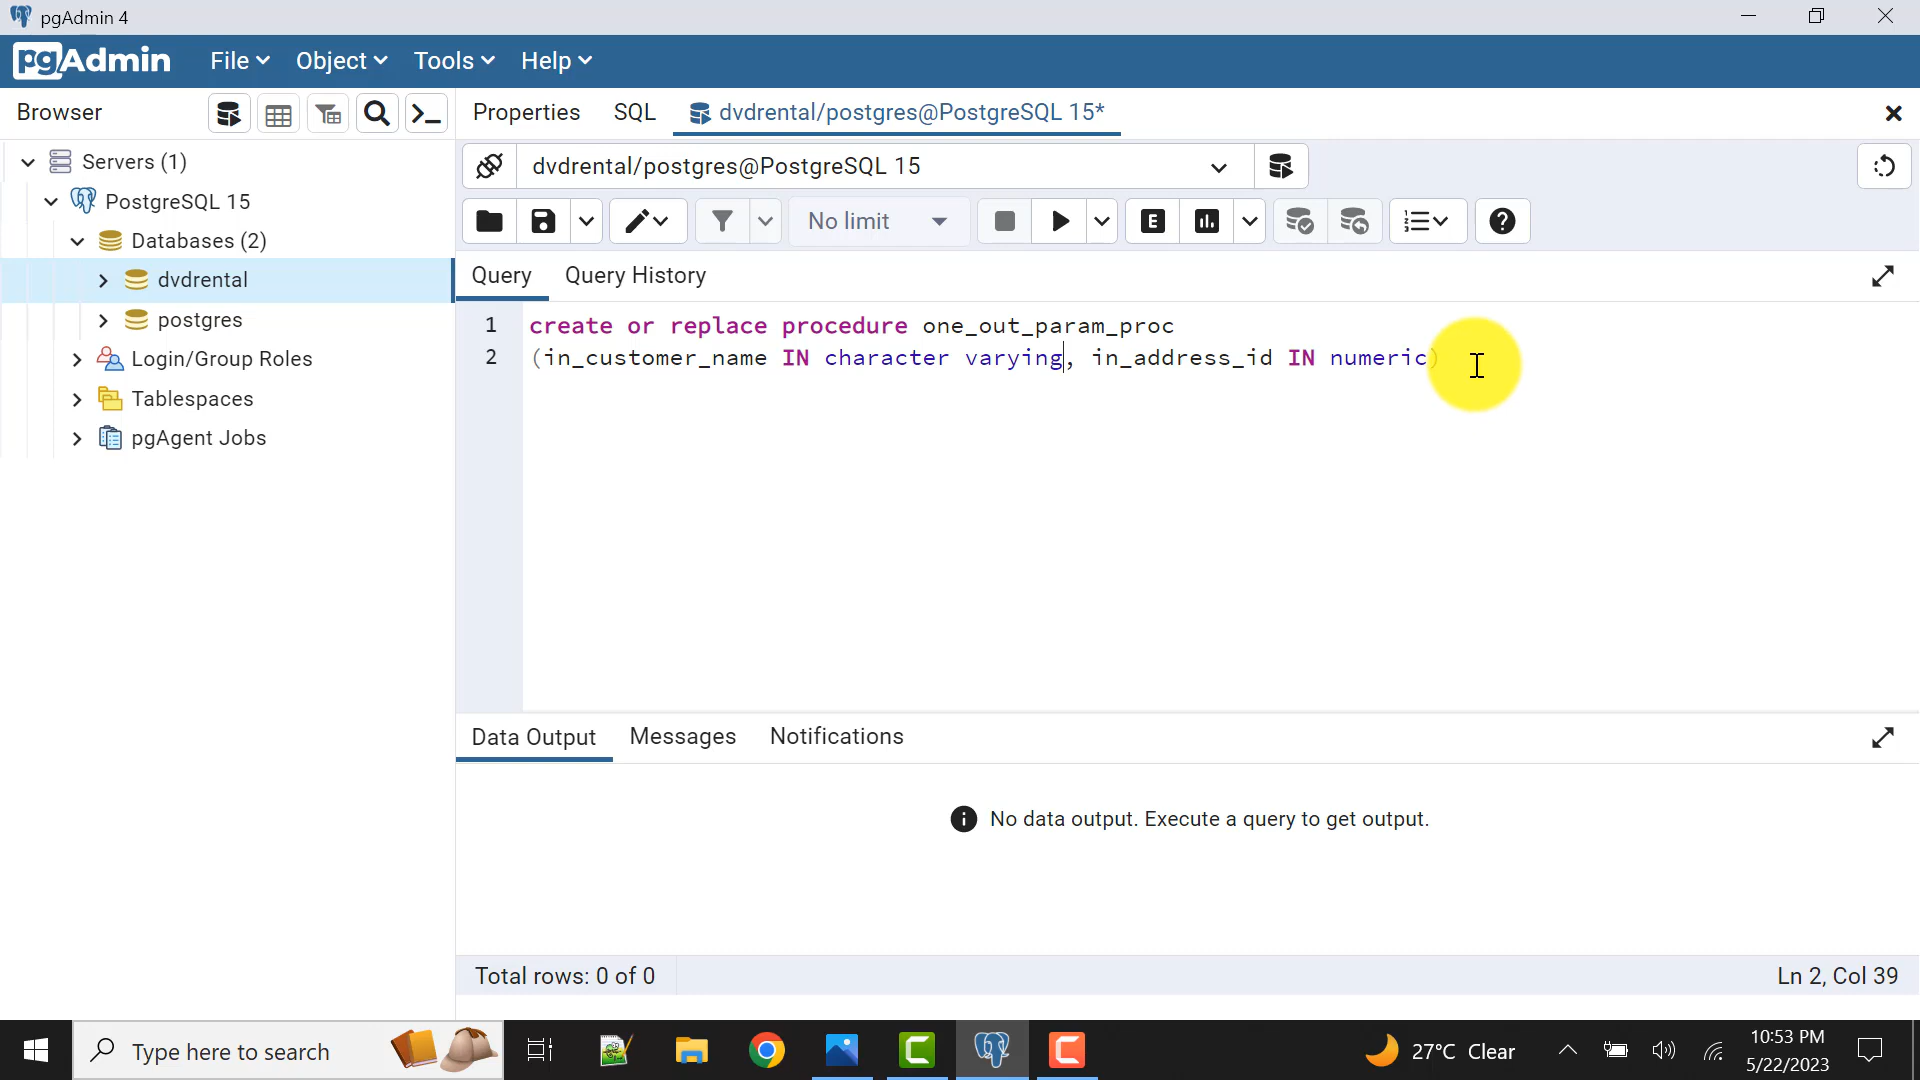 pgAdmin 4
pgAdmin File Object Tools Help
Browser
Properties SQL dvdrental/postgres@PostgreSQL 15*
Servers (1)
PostgreSQL 15
Databases (2)
dvdrental
postgres
Login/Group Roles
Tablespaces
pgAgent Jobs
dvdrental/postgres@PostgreSQL 15
No limit
E
Query Query History
1 create or replace procedure one_out_param_proc
2 (in_customer_name IN character varying, in_address_id IN numeric)
Data Output Messages Notifications
No data output. Execute a query to get output.
Total rows: 0 of 0
Ln 2, Col 39
Type here to search
27°C Clear
10:53 PM
5/22/2023